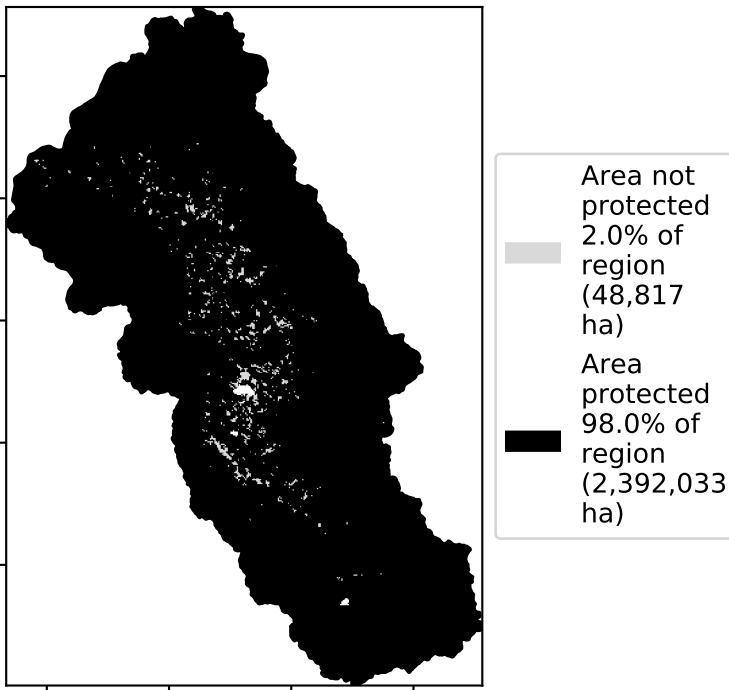 Area not
protected
2.0% of
region
(48,817
ha)
Area
protected
98.0% of
region
(2,392,033
ha)